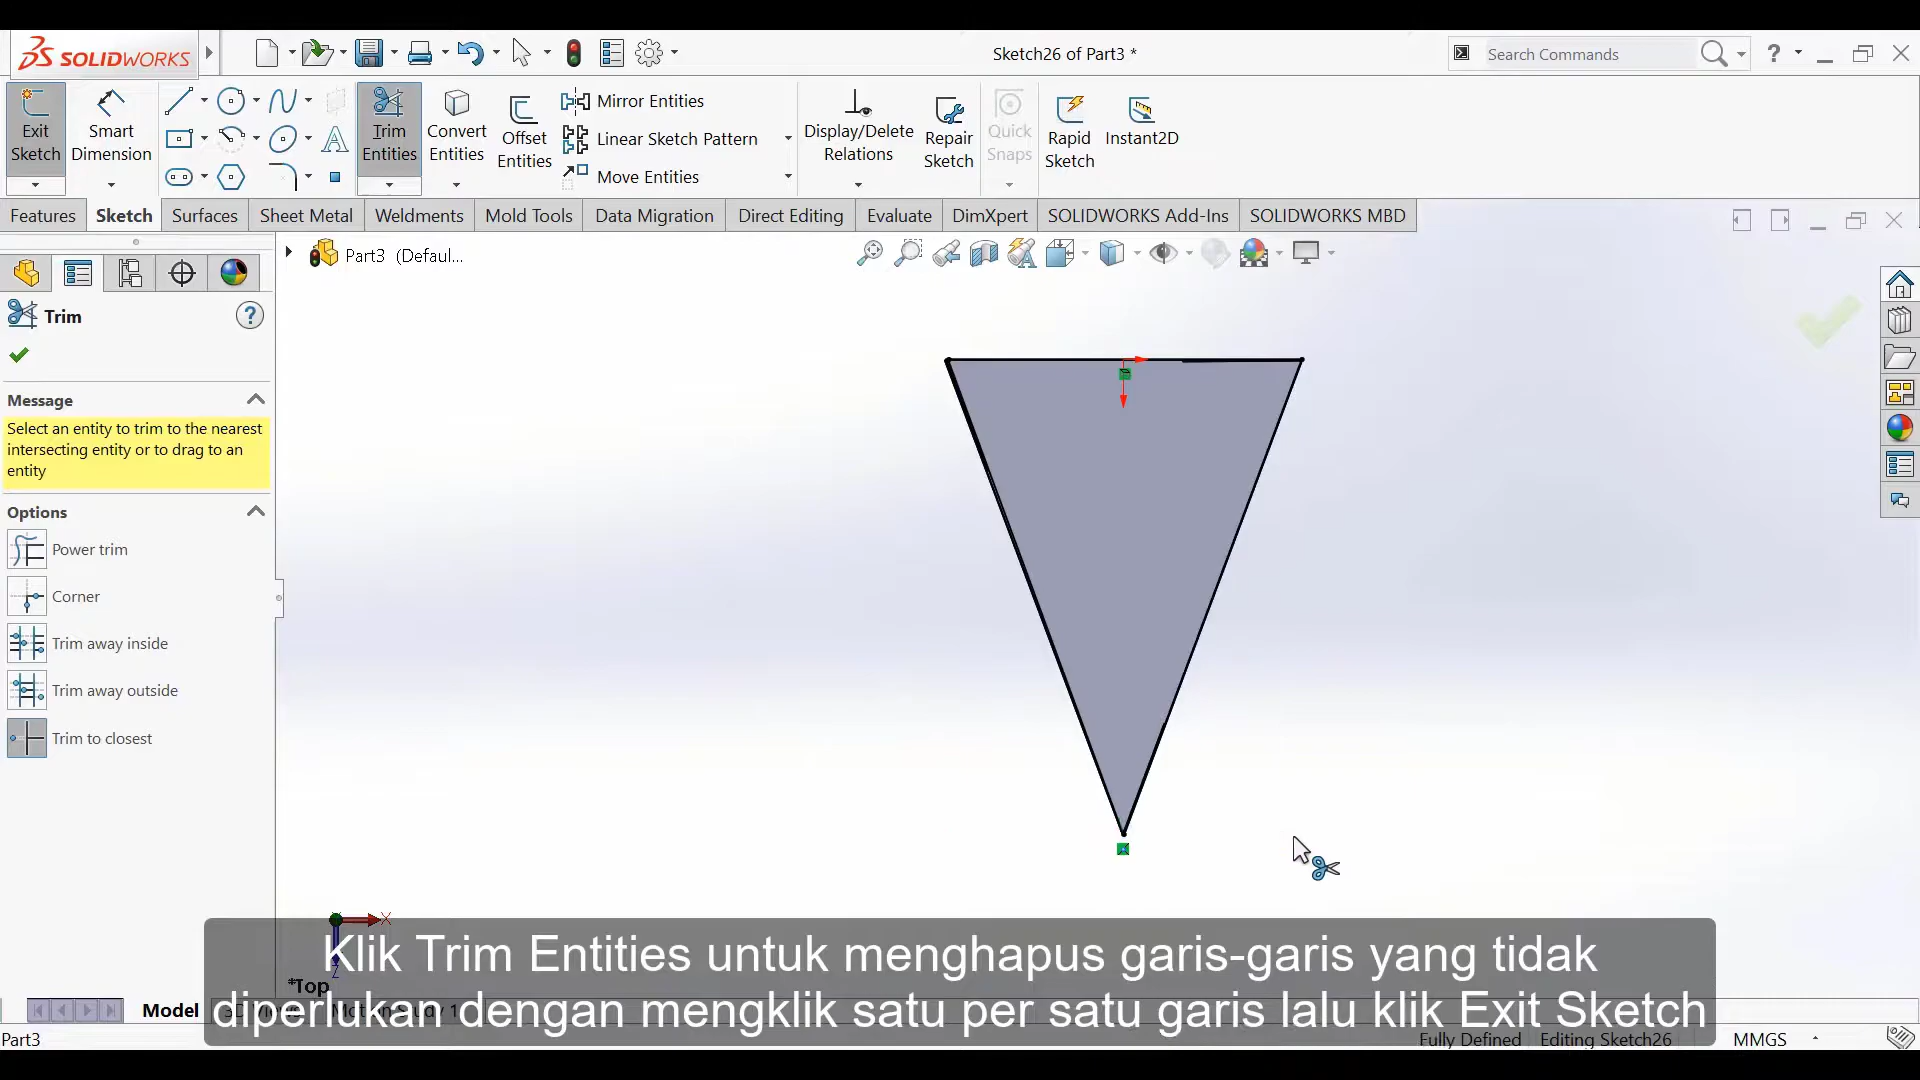 SOLIDWORKS
Sketch26 of Part3 *
Search Commands
?
Exit
Sketch
Smart
Dimension
Trim
Entities
Convert
Entities
Offset
Entities
Mirror Entities
Linear Sketch Pattern
Move Entities
Display/Delete
Relations
Repair
Sketch
Quick
Snaps
Rapid
Sketch
Instant2D
Features
Sketch
Surfaces
Sheet Metal
Weldments
Mold Tools
Data Migration
Direct Editing
Evaluate
DimXpert
SOLIDWORKS Add-Ins
SOLIDWORKS MBD
Part3 (Defaul...
Trim
?
Message
Select an entity to trim to the nearest
intersecting entity or to drag to an
entity
Options
Power trim
Corner
Trim away inside
Trim away outside
Trim to closest
X
Z
*Top
Klik Trim Entities untuk menghapus garis-garis yang tidak
diperlukan dengan mengklik satu per satu garis lalu klik Exit Sketch
Model
Part3
Fully Defined
Editing Sketch26
MMGS